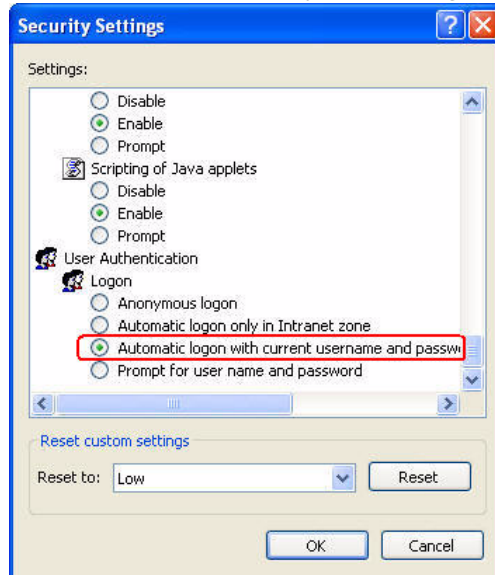 Security Settings
Settings:
Disable
Enable
Prompt
Scripting of Java applets
Disable
Enable
Prompt
User Authentication
Logon
Anonymous logon
Automatic logon only in Intranet zone
Automatic logon with current username and passw
Prompt for user name and password
Reset custom settings
Reset to: Low Reset
OK Cancel